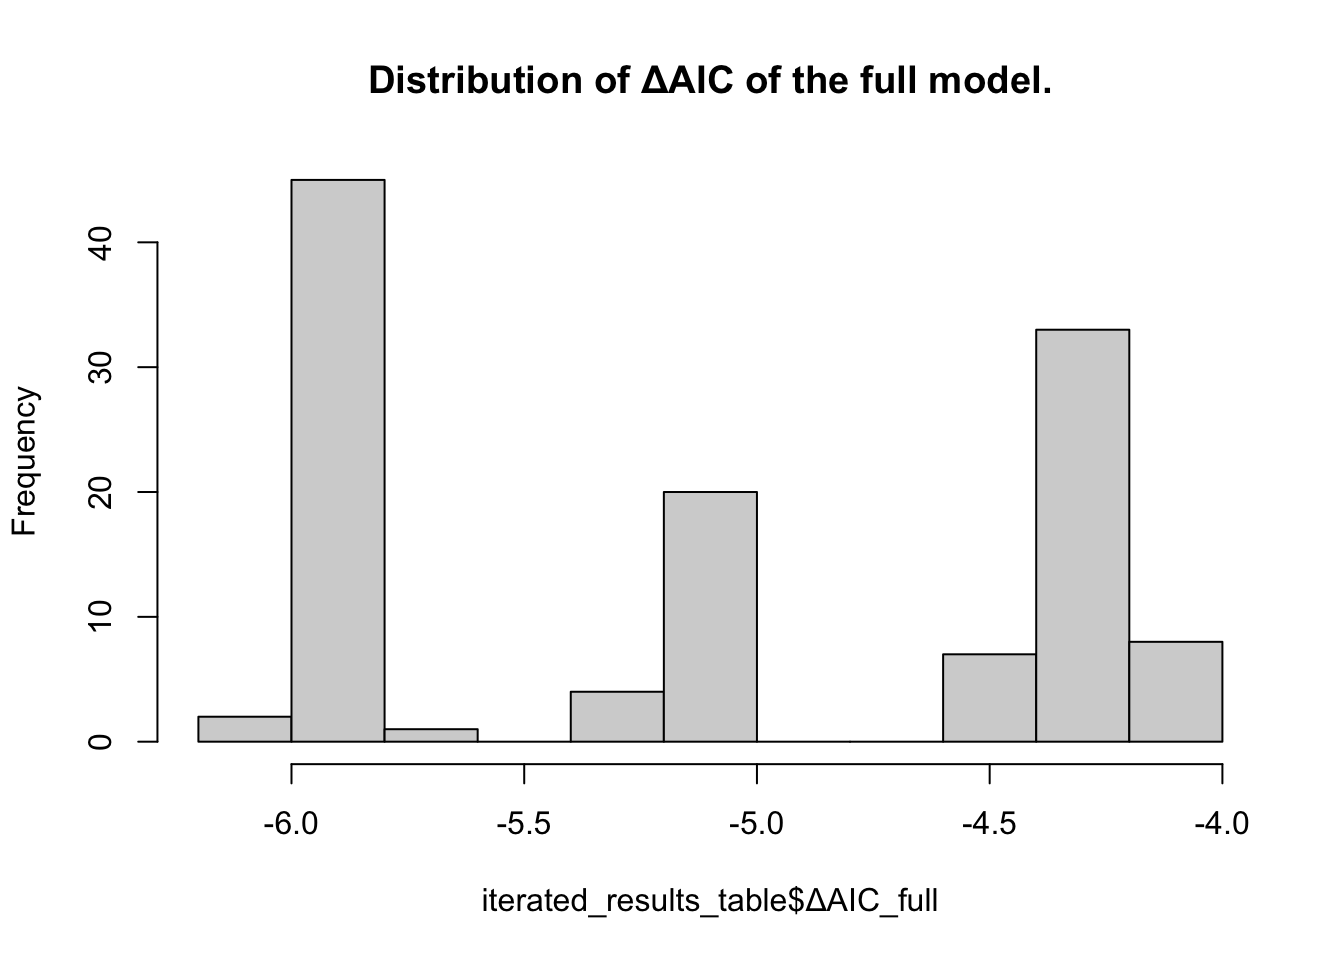 Distribution of ΔAIC of the full model.
Frequency
40
30
20
10
0
-6.0 -5.5 -5.0 -4.5 -4.0
iterated_results_table$ΔAIC_full